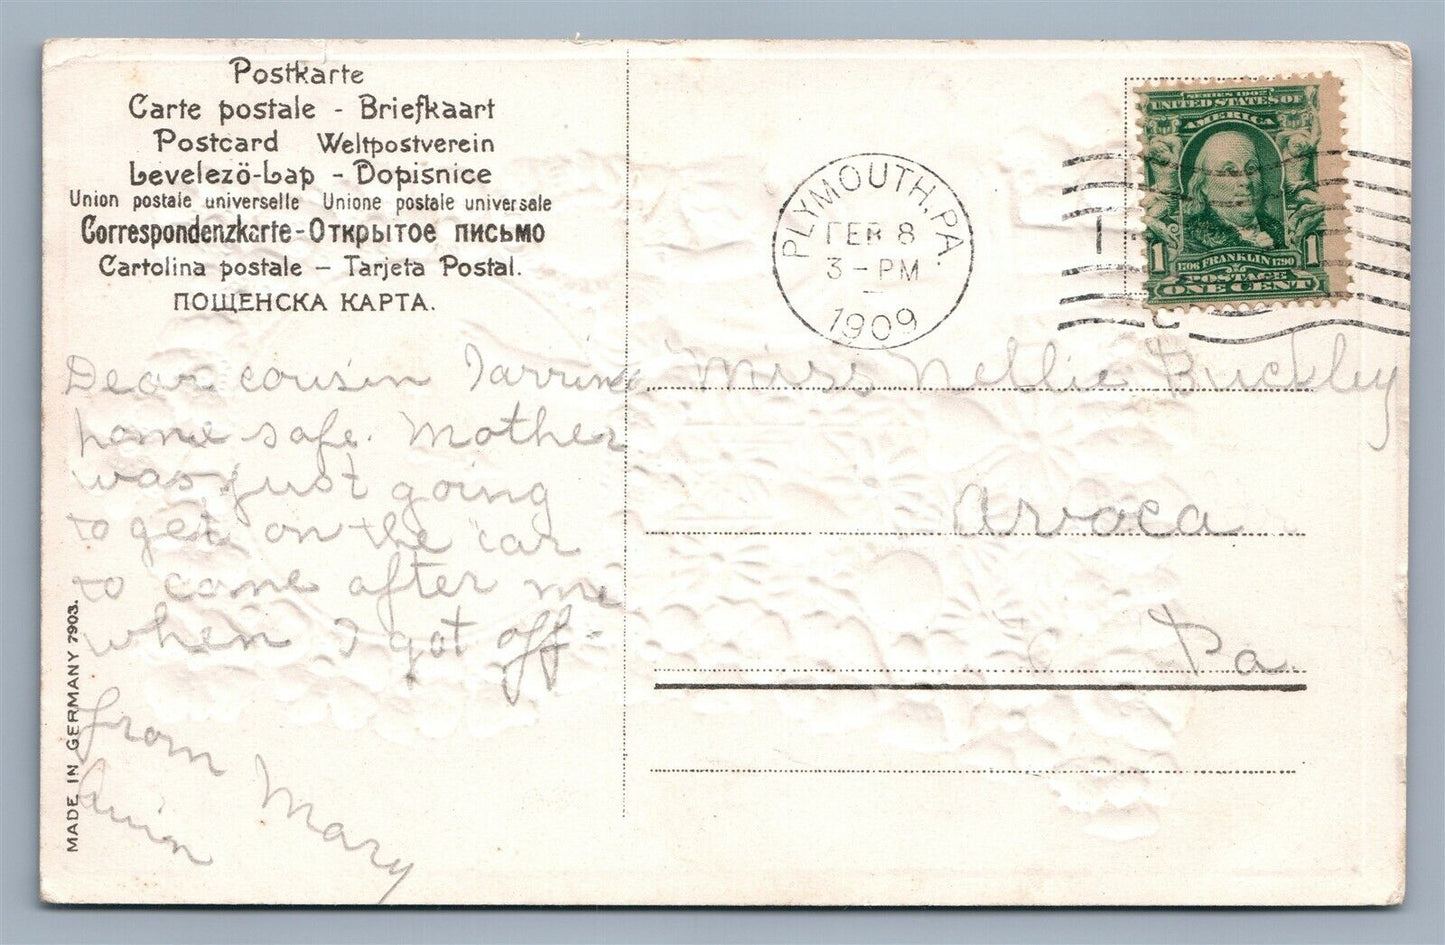 Postkarte
Carte postale - Briefkaart
Postcard Weltpostverein
Levelezö-Lap - Dopisnice
Union postale universelle Unione postale universale
Correspondenzkarte-Открытое письмо
Cartolina postale – Tarjeta Postal.
ПОЩЕНСКА КАРТА.
PLYMOUTH, PA.
FEB 8
3-PM
1909
SERIES 1902
UNITED STATES OF
AMERICA
1 1
1706 FRANKLIN 1790
POSTAGE
ONE CENT
Dear cousin
home safe. Mother
was just going
to get on the car
to come after me
when I got off
from Mary
Miss Nellie Buckley
Avoca
Pa
MADE IN GERMANY 7903.